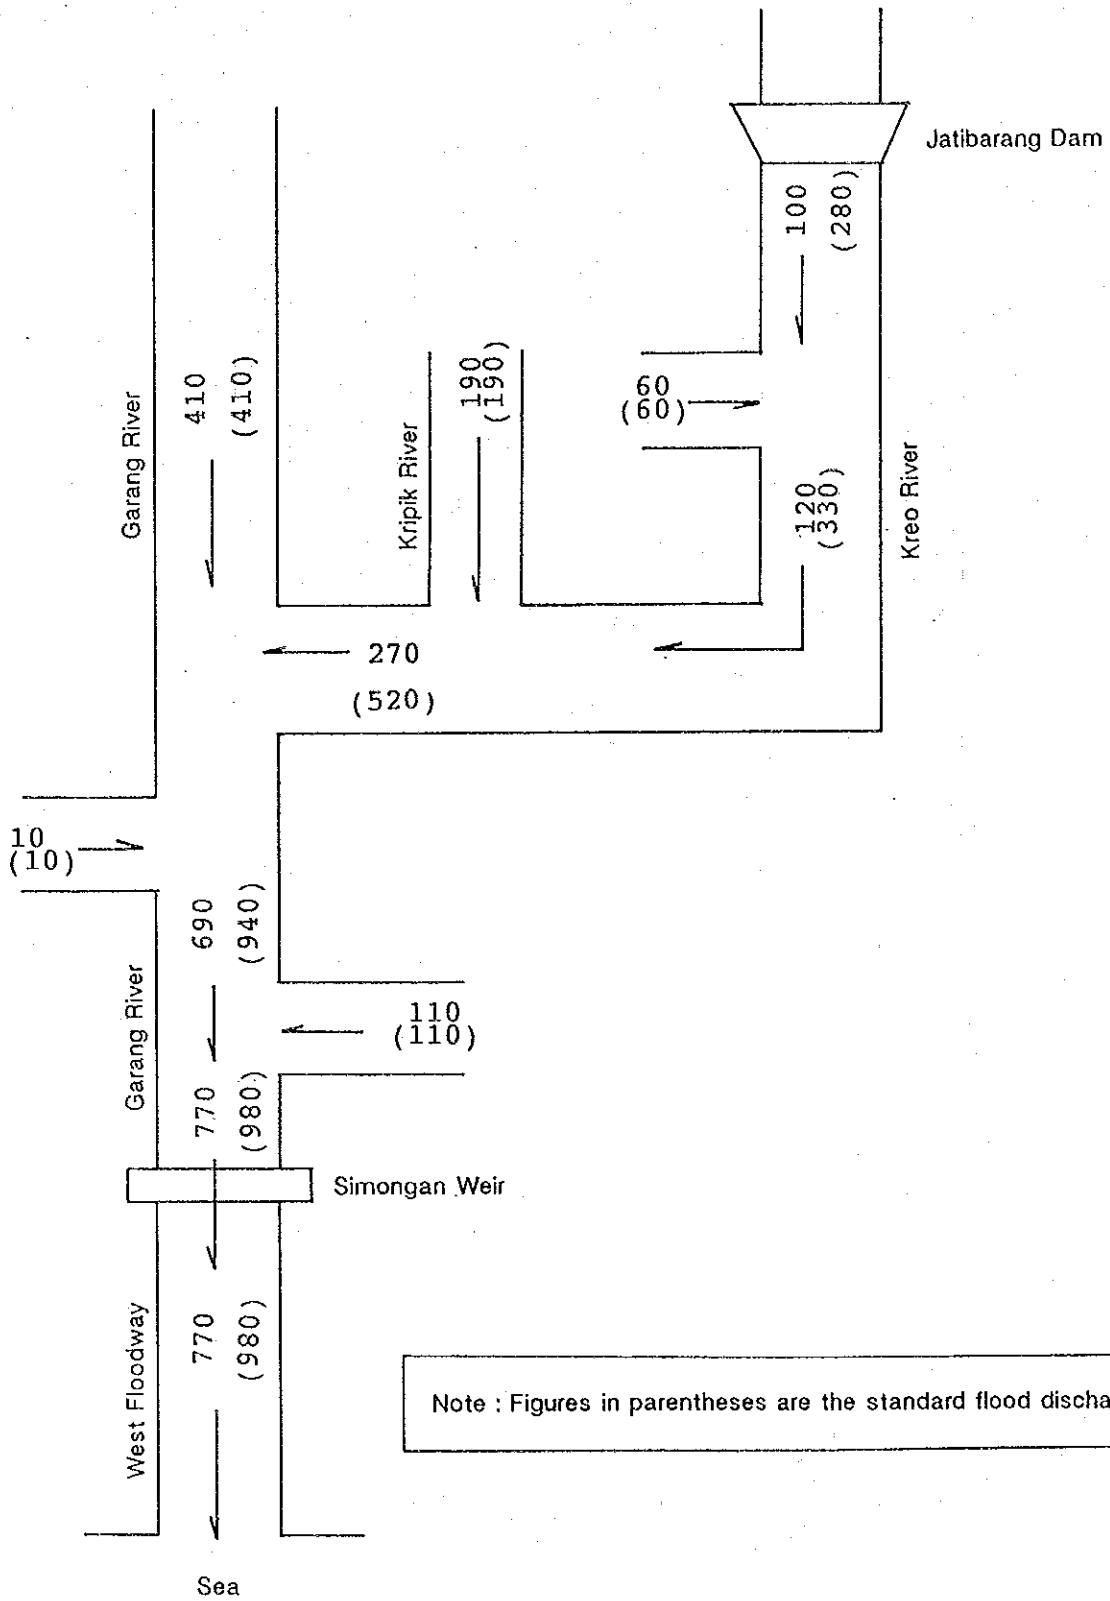 Jatibarang Dam
100
(280)
Garang River
410
(410)
Kripik River
190
(190)
60
(60)
120
(330)
Kreo River
270
(520)
10
(10)
690
(940)
Garang River
110
(110)
770
(980)
Simongan Weir
West Floodway
770
(980)
Note : Figures in parentheses are the standard flood discha
Sea